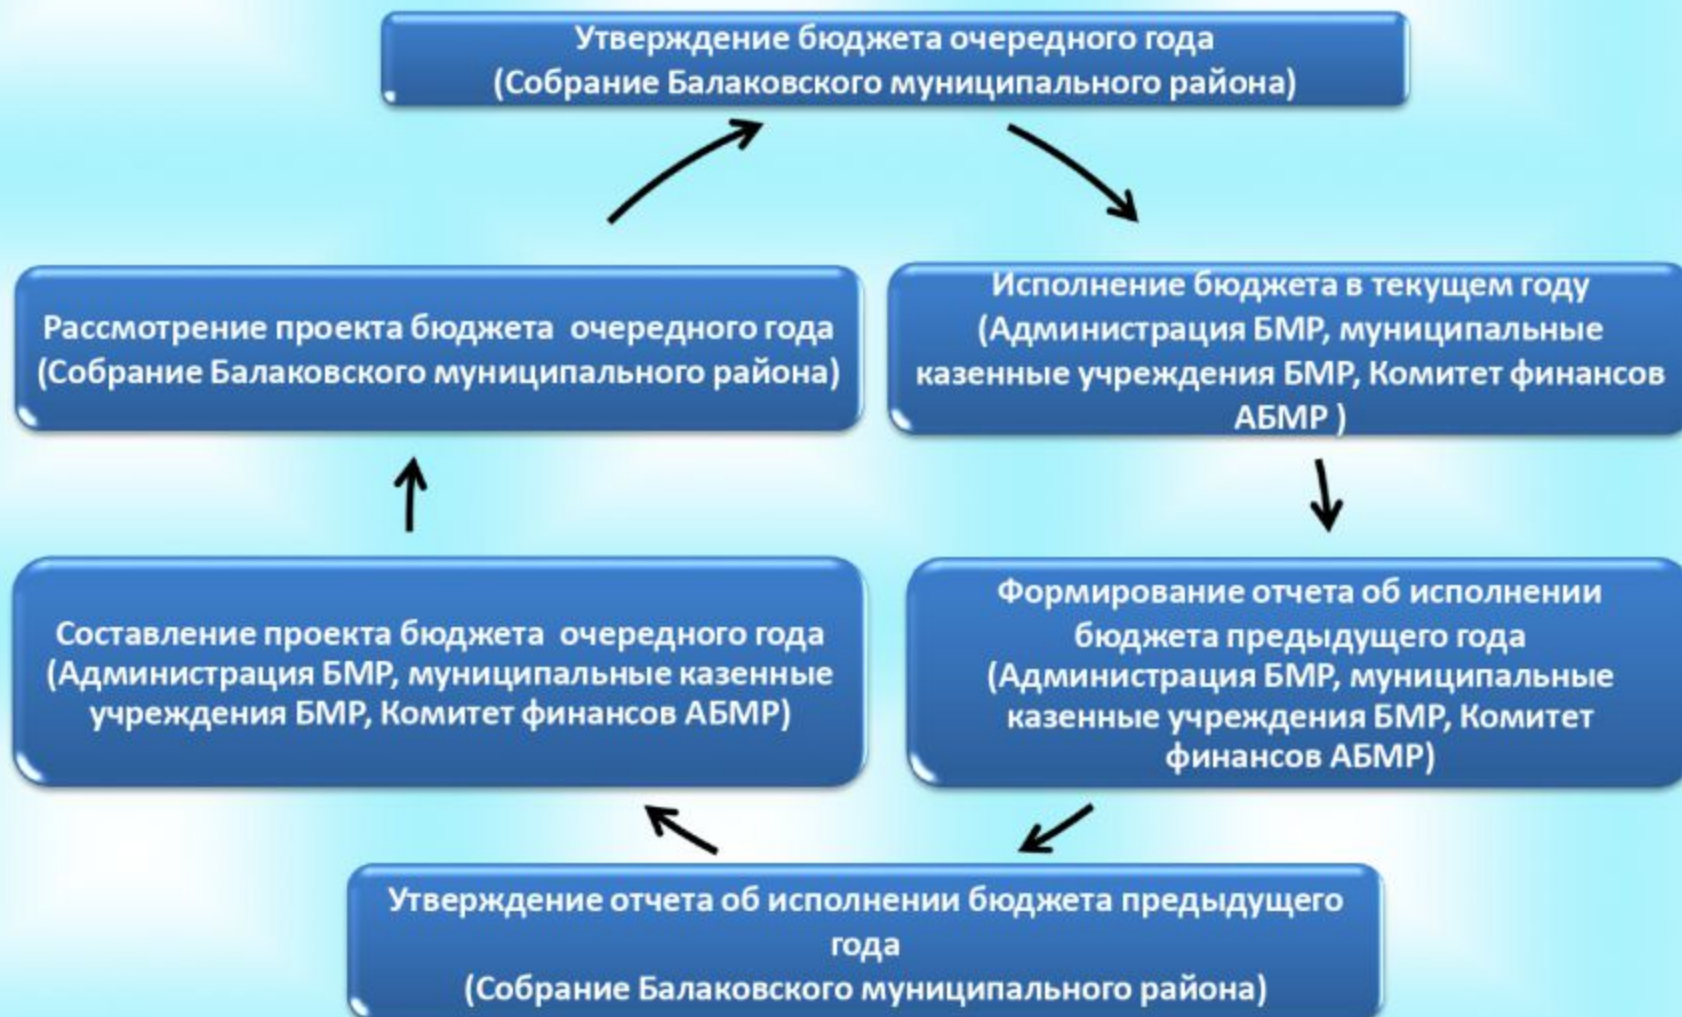 Утверждение бюджета очередного года
(Собрание Балаковского муниципального района)
Рассмотрение проекта бюджета очередного года
(Собрание Балаковского муниципального района)
Исполнение бюджета в текущем году
(Администрация БМР, муниципальные
казенные учреждения БМР, Комитет финансов
АБМР )
Составление проекта бюджета очередного года
(Администрация БМР, муниципальные казенные
учреждения БМР, Комитет финансов АБМР)
Формирование отчета об исполнении
бюджета предыдущего года
(Администрация БМР, муниципальные
казенные учреждения БМР, Комитет
финансов АБМР)
Утверждение отчета об исполнении бюджета предыдущего
года
(Собрание Балаковского муниципального района)